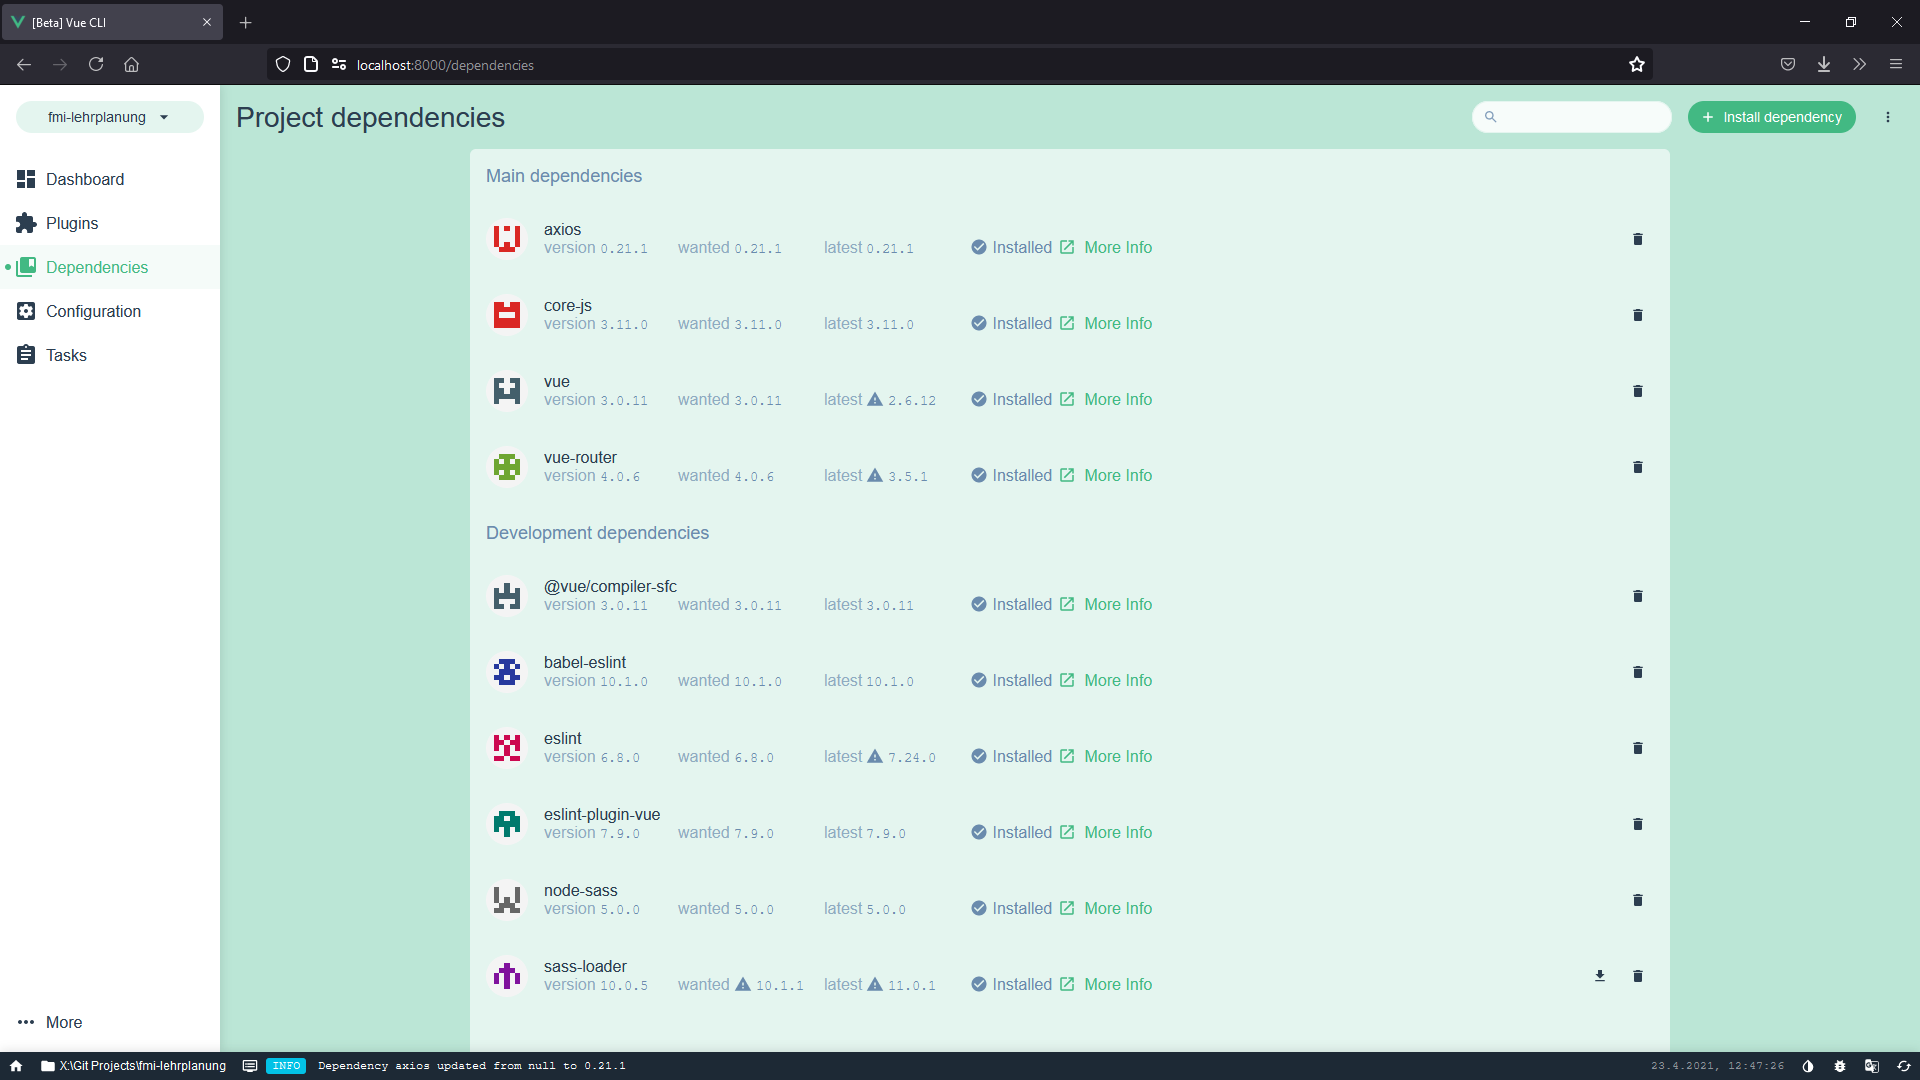 [Beta] Vue CLI
localhost:8000/dependencies
fmi-lehrplanung
Project dependencies
Install dependency
Dashboard
Plugins
Dependencies
Configuration
Tasks
More
Main dependencies
axios
version 0.21.1 wanted 0.21.1 latest 0.21.1 Installed More Info
core-js
version 3.11.0 wanted 3.11.0 latest 3.11.0 Installed More Info
vue
version 3.0.11 wanted 3.0.11 latest 2.6.12 Installed More Info
vue-router
version 4.0.6 wanted 4.0.6 latest 3.5.1 Installed More Info
Development dependencies
@vue/compiler-sfc
version 3.0.11 wanted 3.0.11 latest 3.0.11 Installed More Info
babel-eslint
version 10.1.0 wanted 10.1.0 latest 10.1.0 Installed More Info
eslint
version 6.8.0 wanted 6.8.0 latest 7.24.0 Installed More Info
eslint-plugin-vue
version 7.9.0 wanted 7.9.0 latest 7.9.0 Installed More Info
node-sass
version 5.0.0 wanted 5.0.0 latest 5.0.0 Installed More Info
sass-loader
version 10.0.5 wanted 10.1.1 latest 11.0.1 Installed More Info
X:\Git Projects\fmi-lehrplanung INFO Dependency axios updated from null to 0.21.1 23.4.2021, 12:47:26